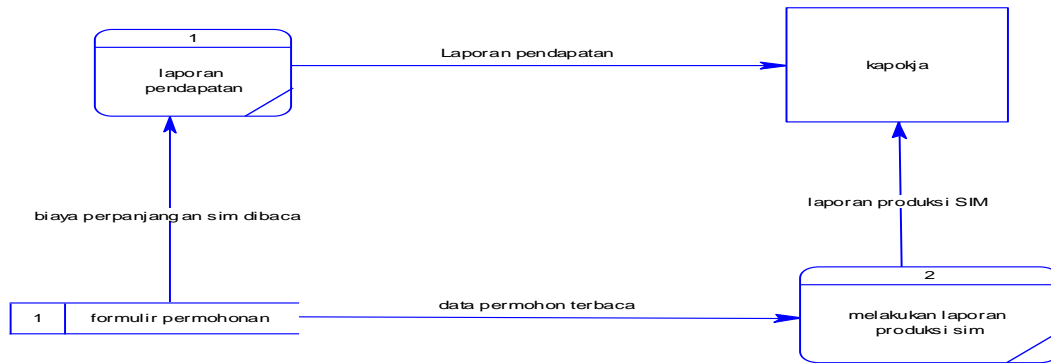 1
laporan
pendapatan
Laporan pendapatan
kapokja
biaya perpanjangan sim dibaca
laporan produksi SIM
1
formulir permohonan
data permohon terbaca
2
melakukan laporan
produksi sim